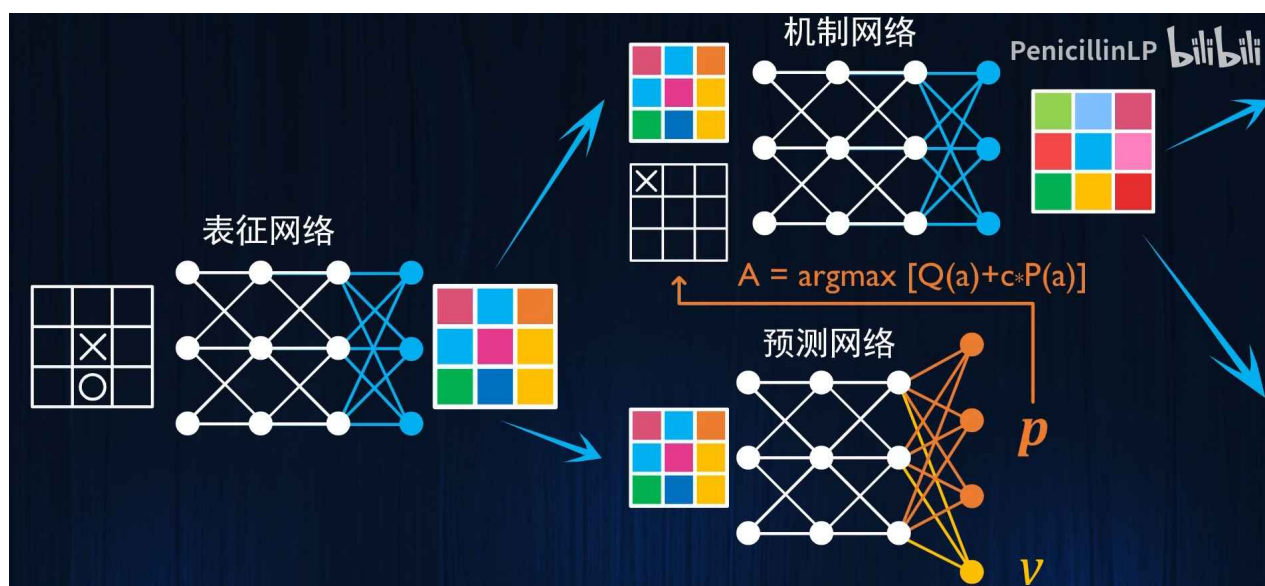 机制网络
PenicillinLP bilibili
表征网络
A = argmax [Q(a)+c*P(a)]
预测网络
p
v